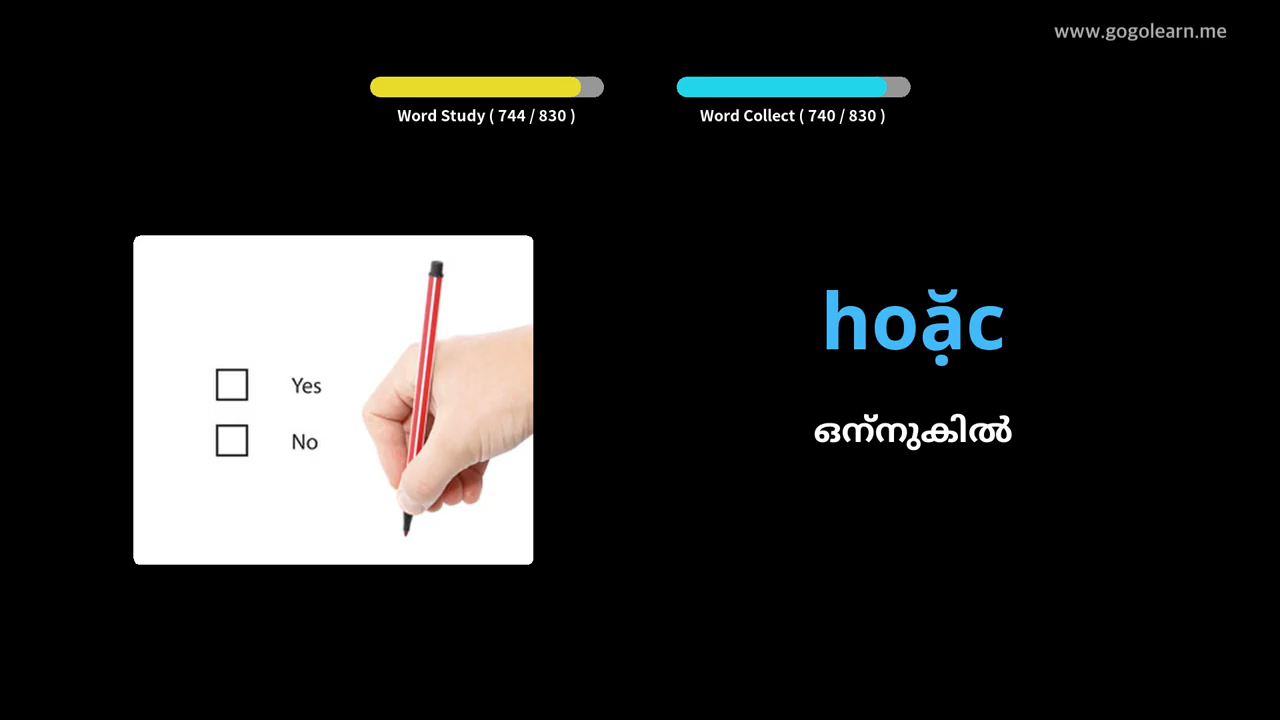 www.gogolearn.me
Word Study ( 744 / 830 )
Word Collect ( 740 / 830 )
Yes
No
hoặc
ഒന്നുകിൽ